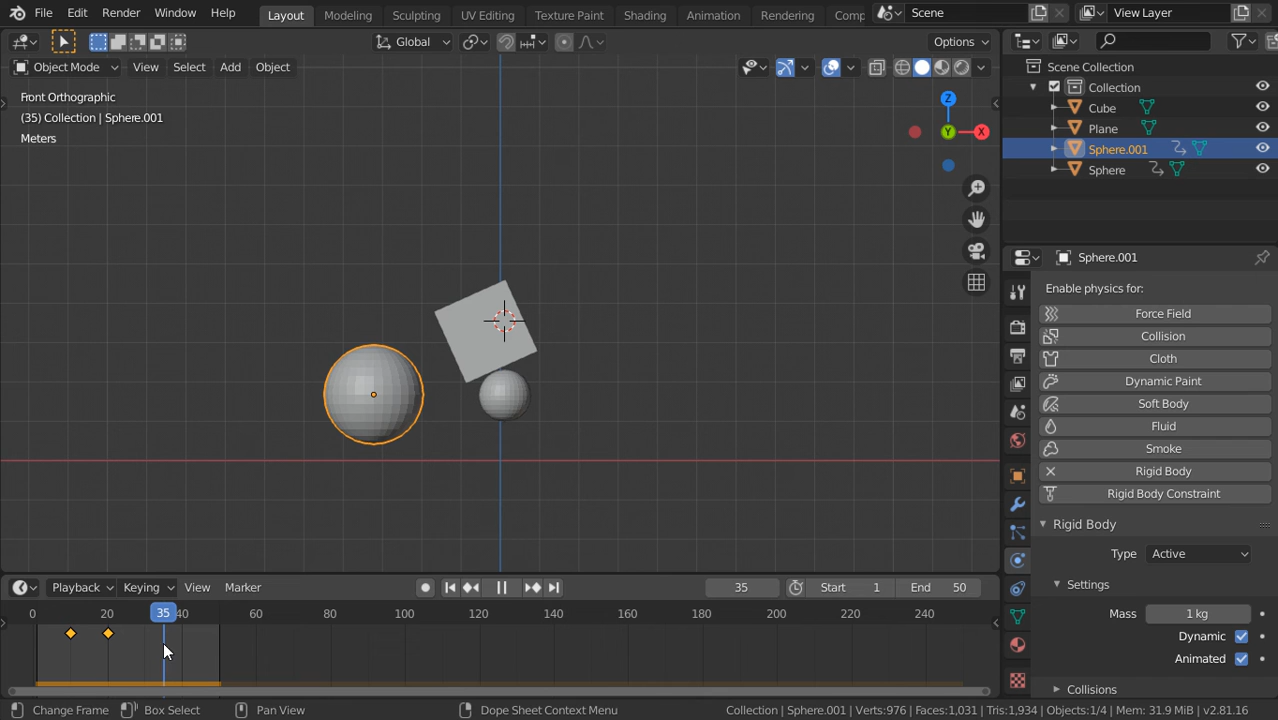 File Edit Render Window Help Layout Modeling Sculpting UV Editing Texture Paint Shading Animation Rendering Comp Scene View Layer
Global Options
Object Mode View Select Add Object
Front Orthographic
(35) Collection | Sphere.001
Meters
Z
Y
X
Scene Collection
Collection
Cube
Plane
Sphere.001
Sphere
Sphere.001
Enable physics for:
Force Field
Collision
Cloth
Dynamic Paint
Soft Body
Fluid
Smoke
Rigid Body
Rigid Body Constraint
Rigid Body
Type Active
Settings
Mass 1 kg
Dynamic
Animated
Collisions
Playback Keying View Marker 35 Start 1 End 50
0 20 35 40 60 80 100 120 140 160 180 200 220 240
Change Frame Box Select Pan View Dope Sheet Context Menu Collection | Sphere.001 | Verts:976 | Faces:1,031 | Tris:1,934 | Objects:1/4 | Mem: 31.9 MiB | v2.81.16